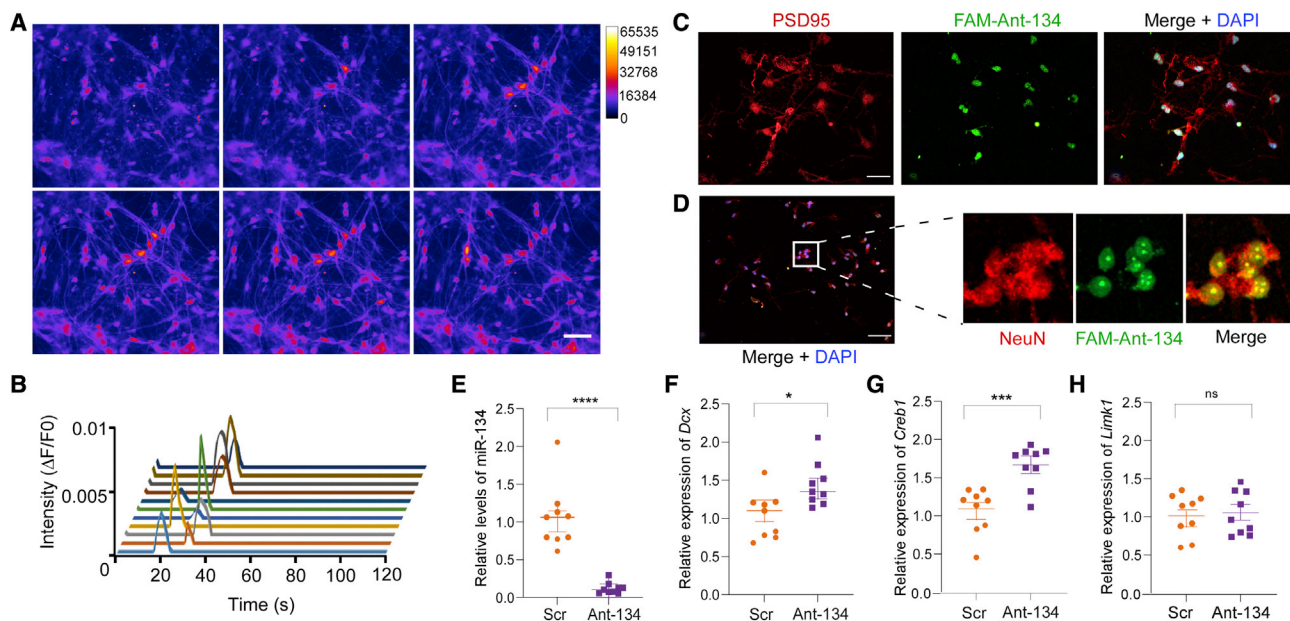 A
65535
49151
32768
16384
0
C
PSD95
FAM-Ant-134
Merge + DAPI
D
Merge + DAPI
NeuN
FAM-Ant-134
Merge
B
Intensity (ΔF/F0)
0.01
0.005
0
0
20
40
60
80
100
120
Time (s)
E
Relative levels of miR-134
2.5
2.0
1.5
1.0
0.5
0.0
****
Scr
Ant-134
F
Relative expression of Dcx
2.5
2.0
1.5
1.0
0.5
0.0
*
Scr
Ant-134
G
Relative expression of Creb1
2.5
2.0
1.5
1.0
0.5
0.0
***
Scr
Ant-134
H
Relative expression of Limk1
2.5
2.0
1.5
1.0
0.5
0.0
ns
Scr
Ant-134